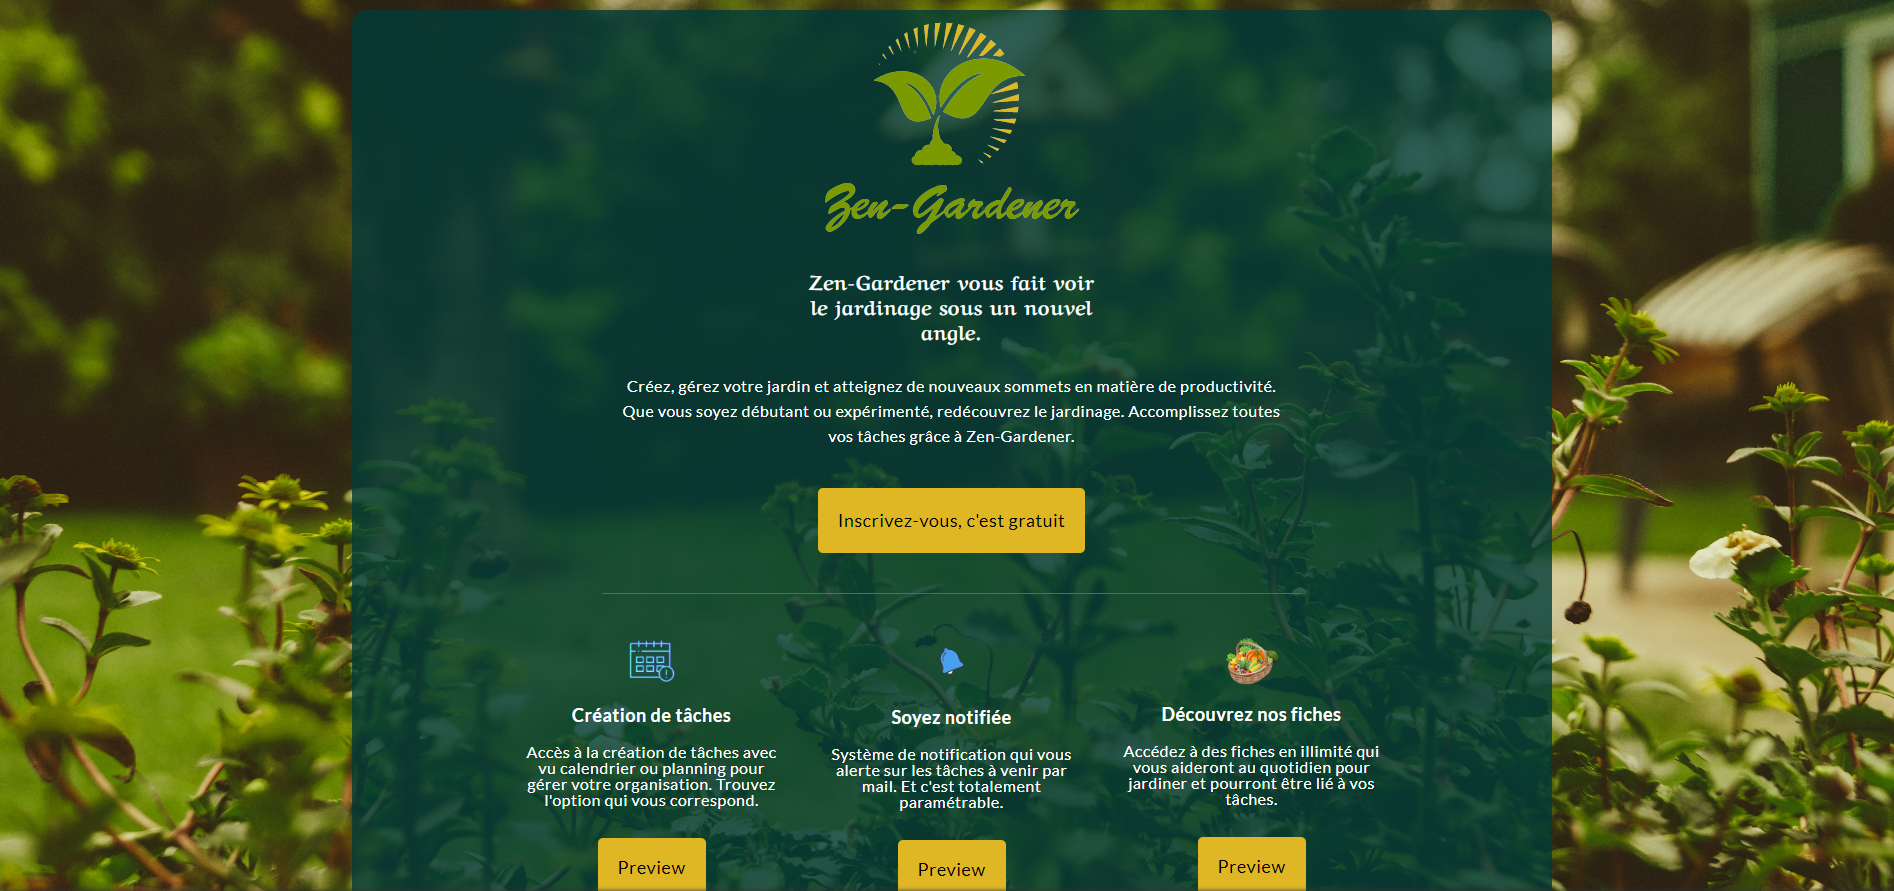 Zen-Gardener
Zen-Gardener vous fait voir
le jardinage sous un nouvel
angle.
Créez, gérez votre jardin et atteignez de nouveaux sommets en matière de productivité.
Que vous soyez débutant ou expérimenté, redécouvrez le jardinage. Accomplissez toutes
vos tâches grâce à Zen-Gardener.
Inscrivez-vous, c'est gratuit
Création de tâches
Accès à la création de tâches avec
vu calendrier ou planning pour
gérer votre organisation. Trouvez
l'option qui vous correspond.
Preview
Soyez notifiée
Système de notification qui vous
alerte sur les tâches à venir par
mail. Et c'est totalement
paramétrable.
Preview
Découvrez nos fiches
Accédez à des fiches en illimité qui
vous aideront au quotidien pour
jardiner et pourront être lié à vos
tâches.
Preview